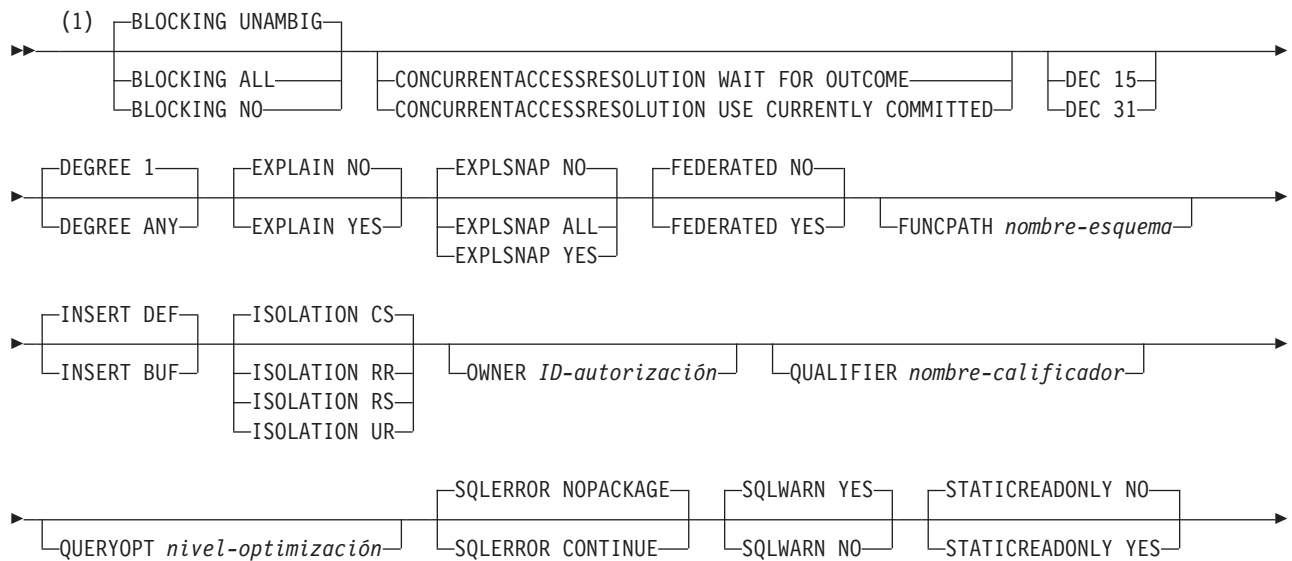 (1) BLOCKING UNAMBIG
BLOCKING ALL
BLOCKING NO
CONCURRENTACCESSRESOLUTION WAIT FOR OUTCOME
CONCURRENTACCESSRESOLUTION USE CURRENTLY COMMITTED
DEC 15
DEC 31
DEGREE 1
DEGREE ANY
EXPLAIN NO
EXPLAIN YES
EXPLSNAP NO
EXPLSNAP ALL
EXPLSNAP YES
FEDERATED NO
FEDERATED YES
FUNCPATH nombre-esquema
INSERT DEF
INSERT BUF
ISOLATION CS
ISOLATION RR
ISOLATION RS
ISOLATION UR
OWNER ID-autorización
QUALIFIER nombre-calificador
QUERYOPT nivel-optimización
SQLERROR NOPACKAGE
SQLERROR CONTINUE
SQLWARN YES
SQLWARN NO
STATICREADONLY NO
STATICREADONLY YES